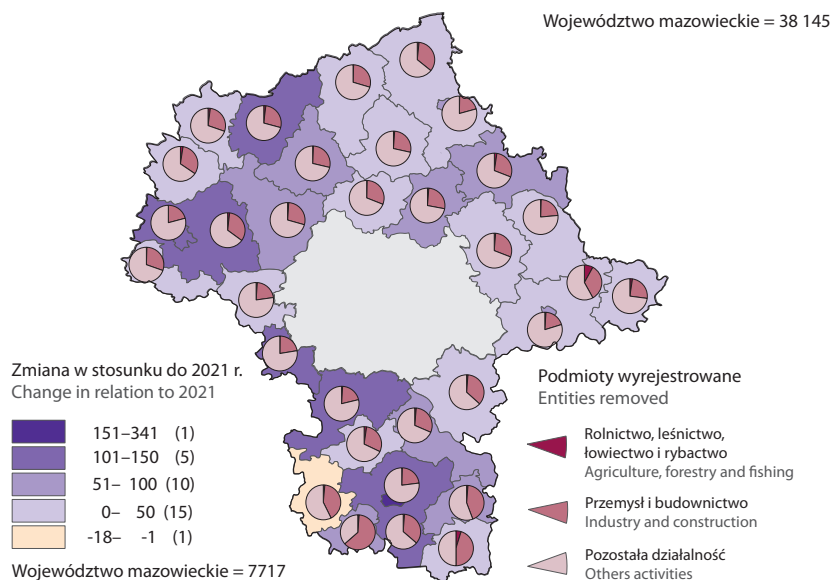 Województwo mazowieckie = 38 145
Zmiana w stosunku do 2021 r.
Change in relation to 2021
151–341 (1)
101–150 (5)
51– 100 (10)
0– 50 (15)
-18– -1 (1)
Województwo mazowieckie = 7717
Podmioty wyrejestrowane
Entities removed
Rolnictwo, leśnictwo,
łowiectwo i rybactwo
Agriculture, forestry and fishing
Przemysł i budownictwo
Industry and construction
Pozostała działalność
Others activities